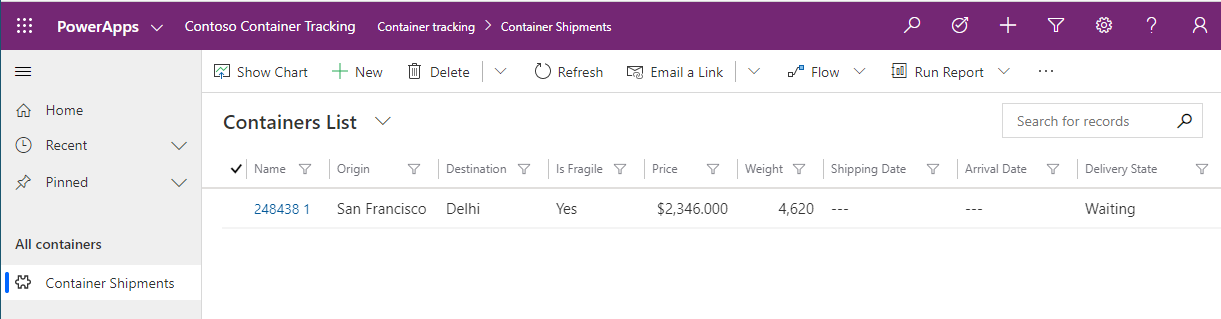 PowerApps Contoso Container Tracking Container tracking > Container Shipments
Show Chart New Delete Refresh Email a Link Flow Run Report ...
Home
Recent
Pinned
All containers
Container Shipments
Containers List
Search for records
Name Origin Destination Is Fragile Price Weight Shipping Date Arrival Date Delivery State
248438 1 San Francisco Delhi Yes $2,346.000 4,620 --- --- Waiting